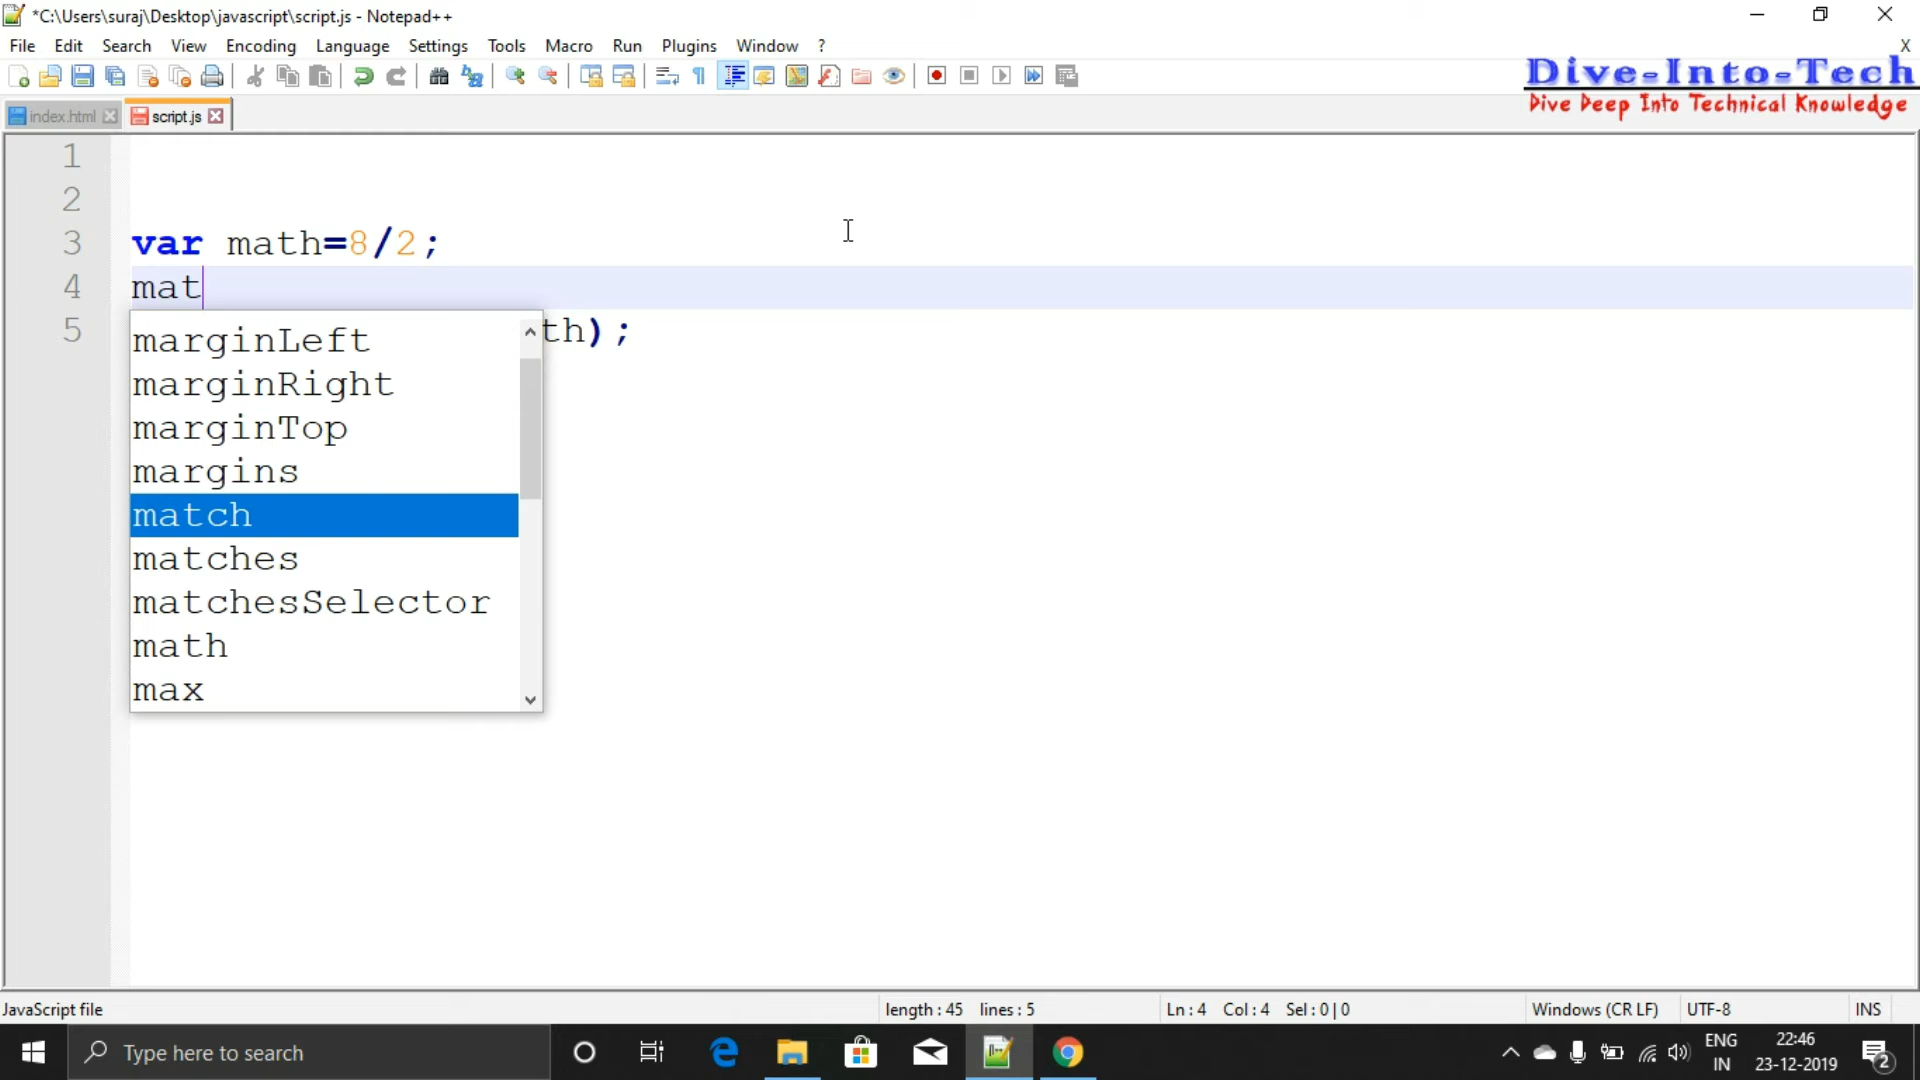 *C:\Users\suraj\Desktop\javascript\script.js - Notepad++
File Edit Search View Encoding Language Settings Tools Macro Run Plugins Window ? X
Dive-Into-Tech
Dive Deep Into Technical Knowledge
index.html script.js
1
2
3 var math=8/2;
4 mat
5 th);
marginLeft
marginRight
marginTop
margins
match
matches
matchesSelector
math
max
JavaScript file length : 45 lines : 5 Ln : 4 Col : 4 Sel : 0 | 0 Windows (CR LF) UTF-8 INS
Type here to search
ENG
IN
22:46
23-12-2019
2